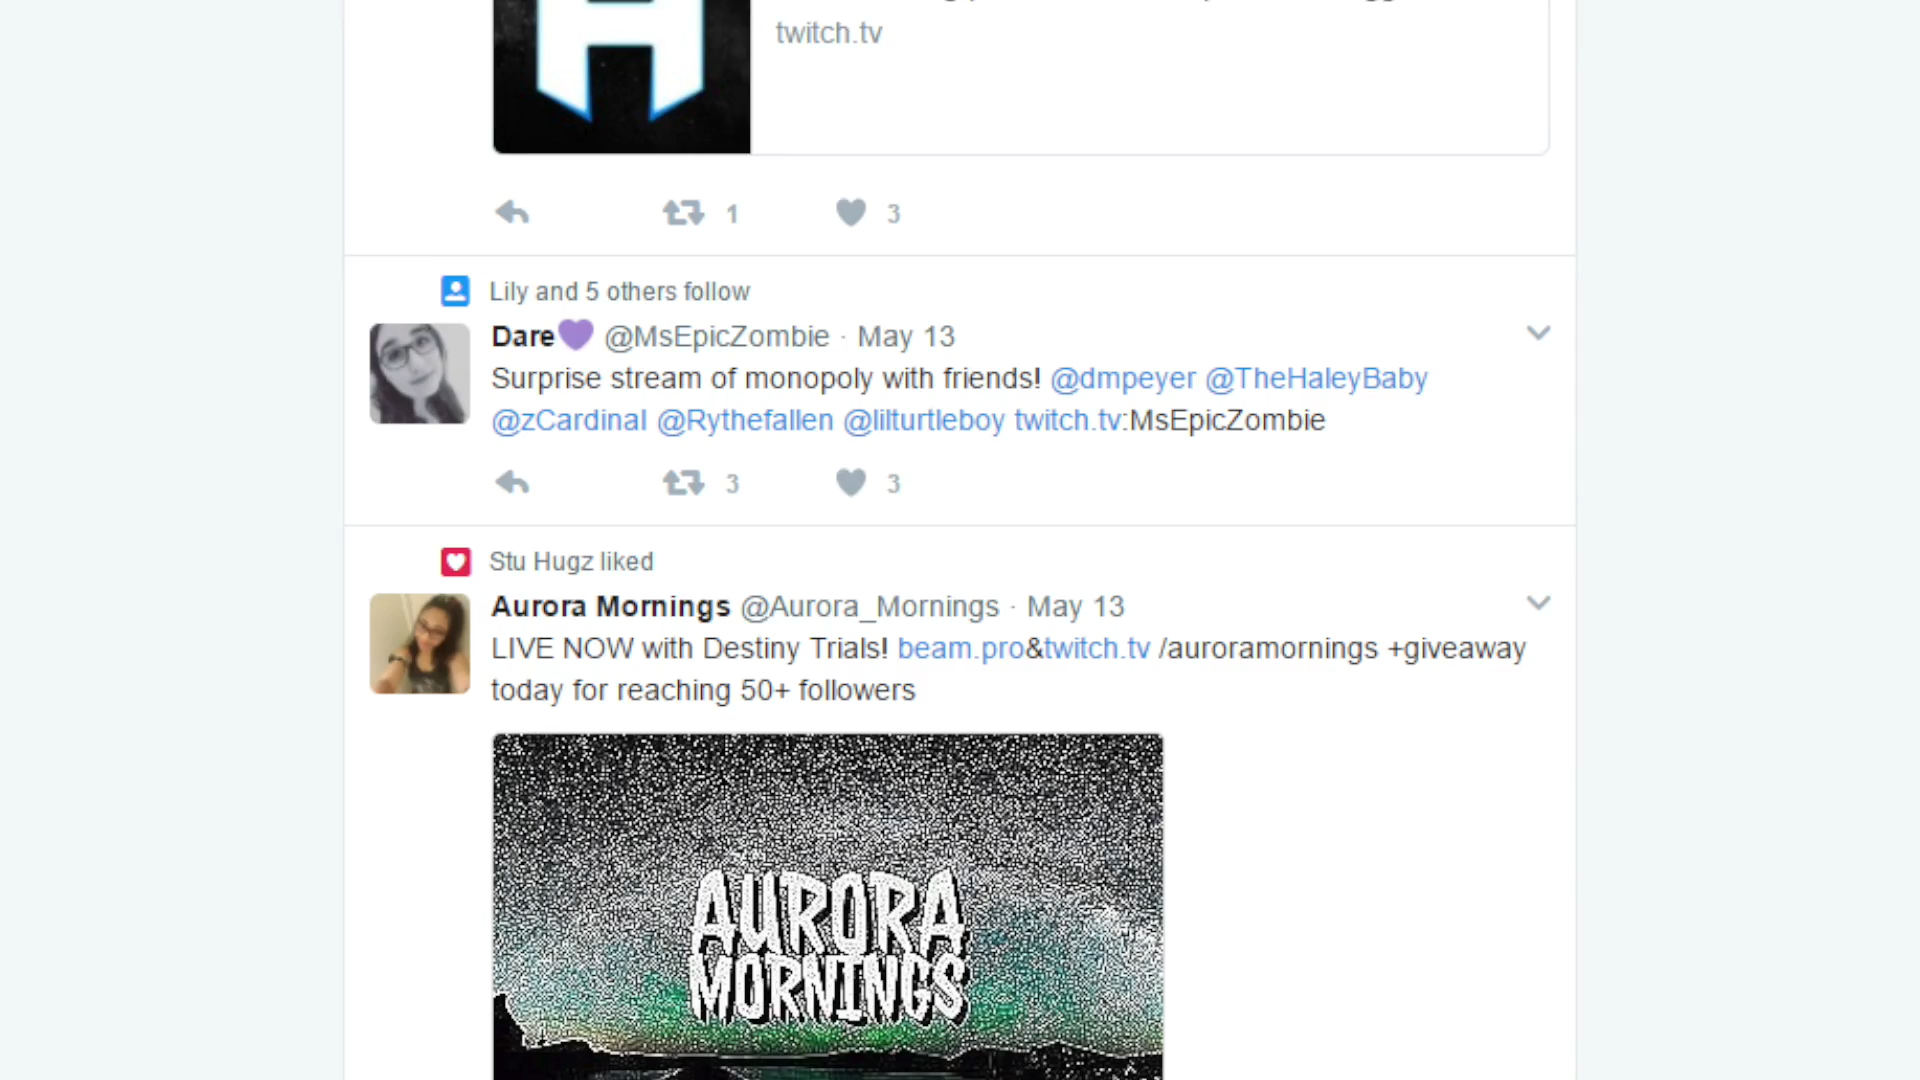 twitch.tv
1 3
Lily and 5 others follow
Dare💜 @MsEpicZombie · May 13
Surprise stream of monopoly with friends! @dmpeyer @TheHaleyBaby
@zCardinal @Rythefallen @lilturtleboy twitch.tv:MsEpicZombie
3 3
Stu Hugz liked
Aurora Mornings @Aurora_Mornings · May 13
LIVE NOW with Destiny Trials! beam.pro&twitch.tv /auroramornings +giveaway
today for reaching 50+ followers
AURORA
MORNINGS